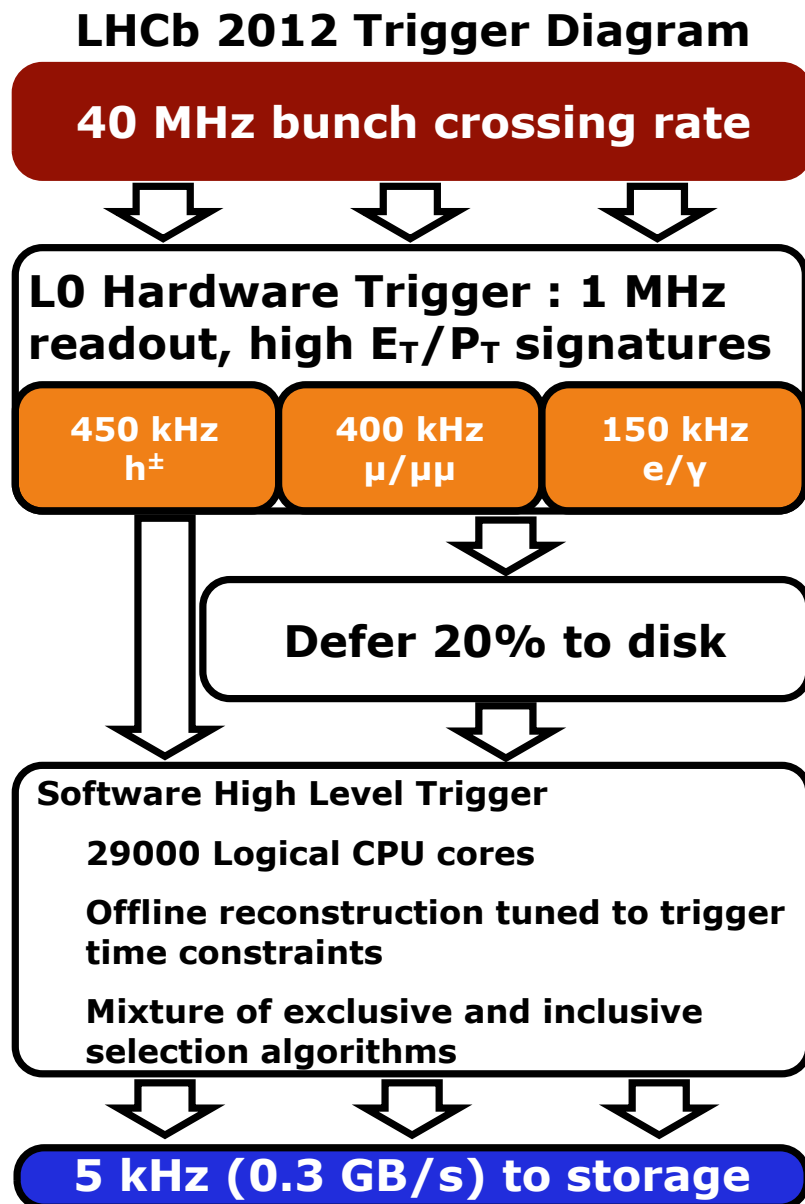 LHCb 2012 Trigger Diagram
40 MHz bunch crossing rate
L0 Hardware Trigger : 1 MHz
readout, high E_T/P_T signatures
450 kHz
h±
400 kHz
μ/μμ
150 kHz
e/γ
Defer 20% to disk
Software High Level Trigger
29000 Logical CPU cores
Offline reconstruction tuned to trigger
time constraints
Mixture of exclusive and inclusive
selection algorithms
5 kHz (0.3 GB/s) to storage